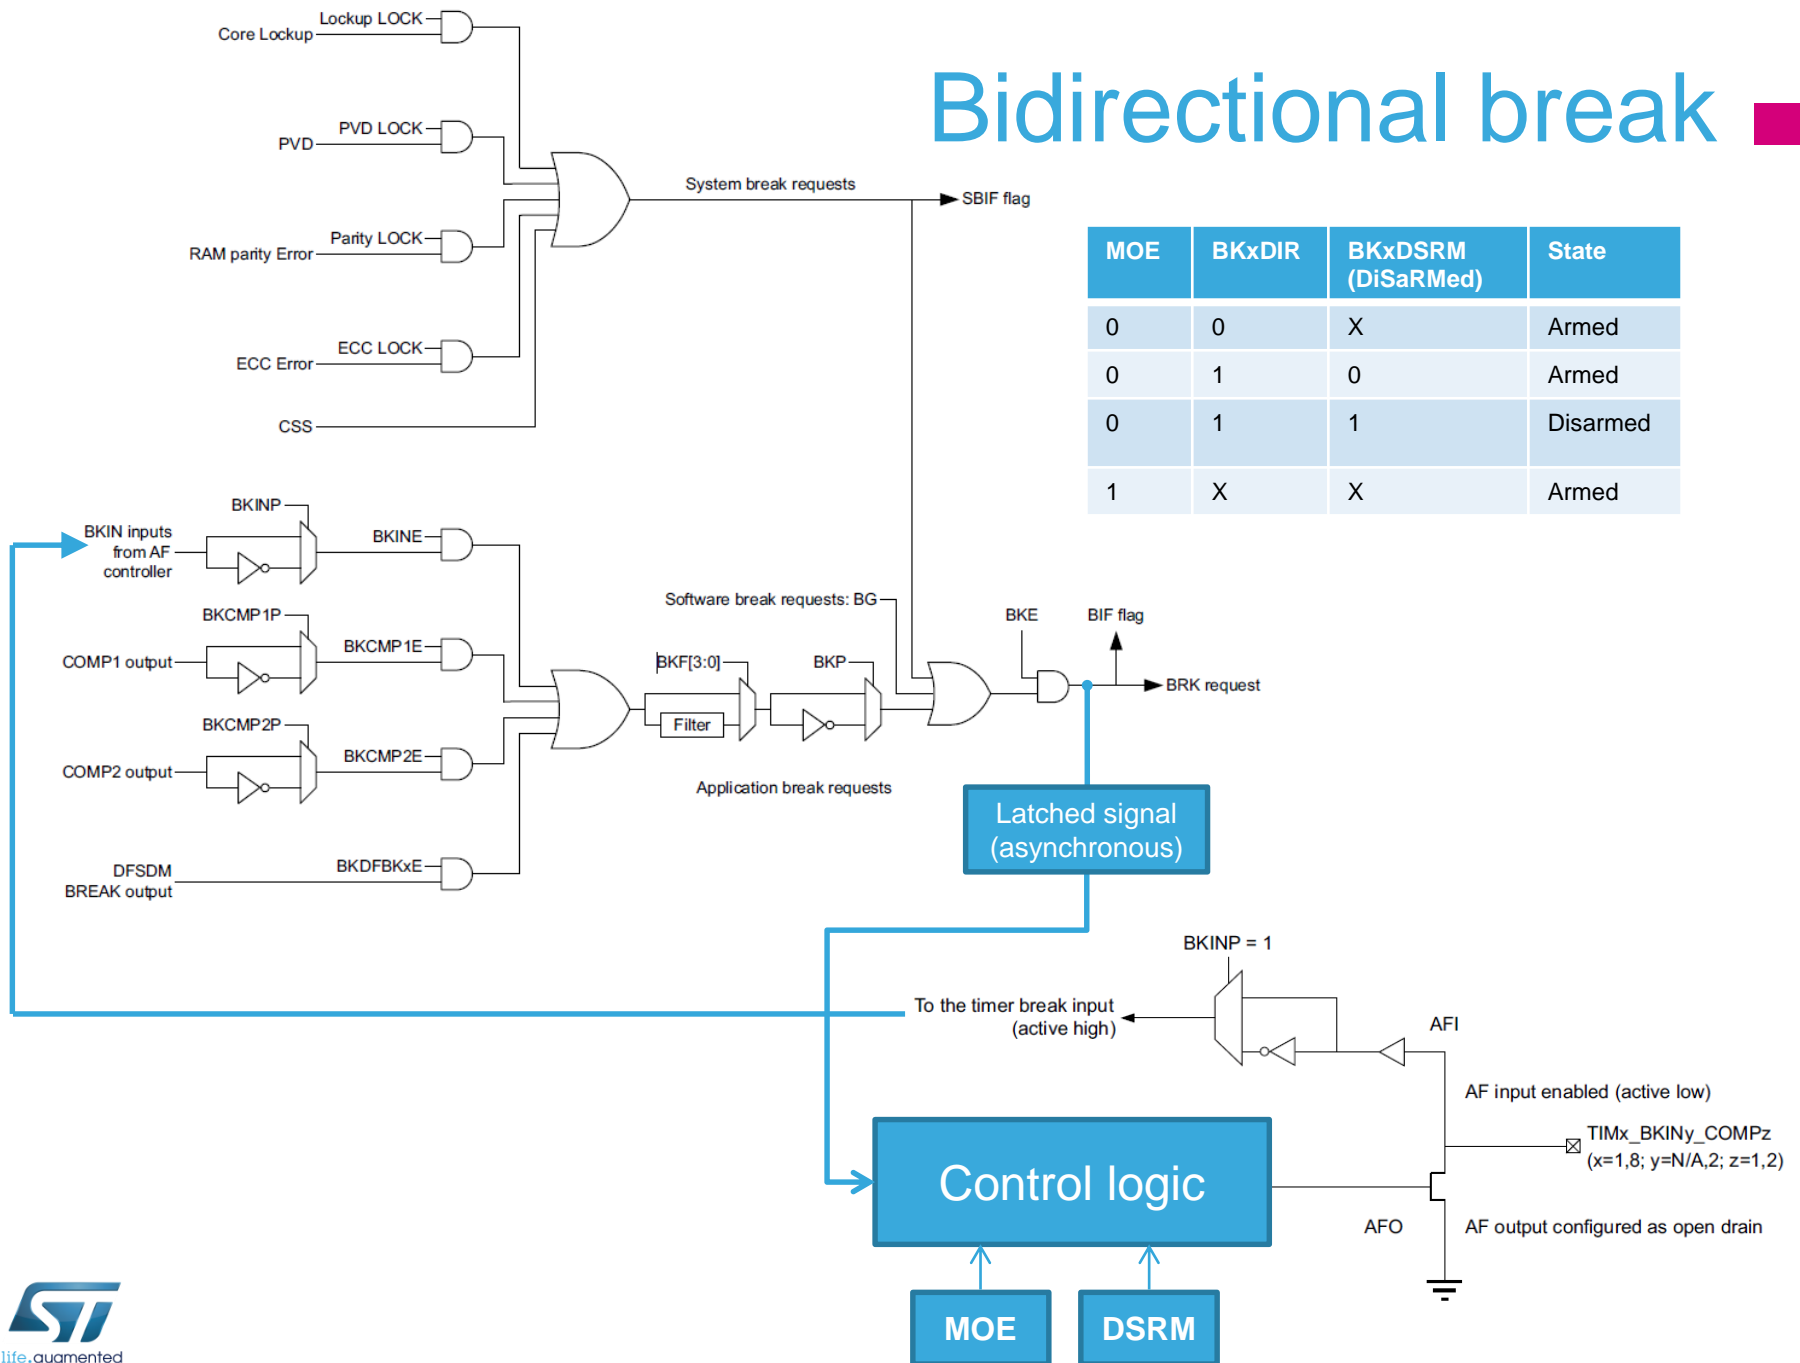 Bidirectional break
Lockup LOCK
Core Lockup
PVD LOCK
PVD
Parity LOCK
RAM parity Error
ECC LOCK
ECC Error
CSS
System break requests
SBIF flag
MOE BKxDIR BKxDSRM State
(DiSaRMed)
0 0 X Armed
0 1 0 Armed
0 1 1 Disarmed
1 X X Armed
BKINP
BKIN inputs
from AF
controller
BKINE
BKCMP1P
COMP1 output
BKCMP1E
BKCMP2P
COMP2 output
BKCMP2E
DFSDM
BREAK output
BKDFBKxE
BKF[3:0]
Filter
BKP
Software break requests: BG
BKE
BIF flag
BRK request
Application break requests
Latched signal
(asynchronous)
BKINP = 1
To the timer break input
(active high)
AFI
AF input enabled (active low)
TIMx_BKINy_COMPz
(x=1,8; y=N/A,2; z=1,2)
Control logic
AFO
AF output configured as open drain
MOE
DSRM
ST
life.augmented